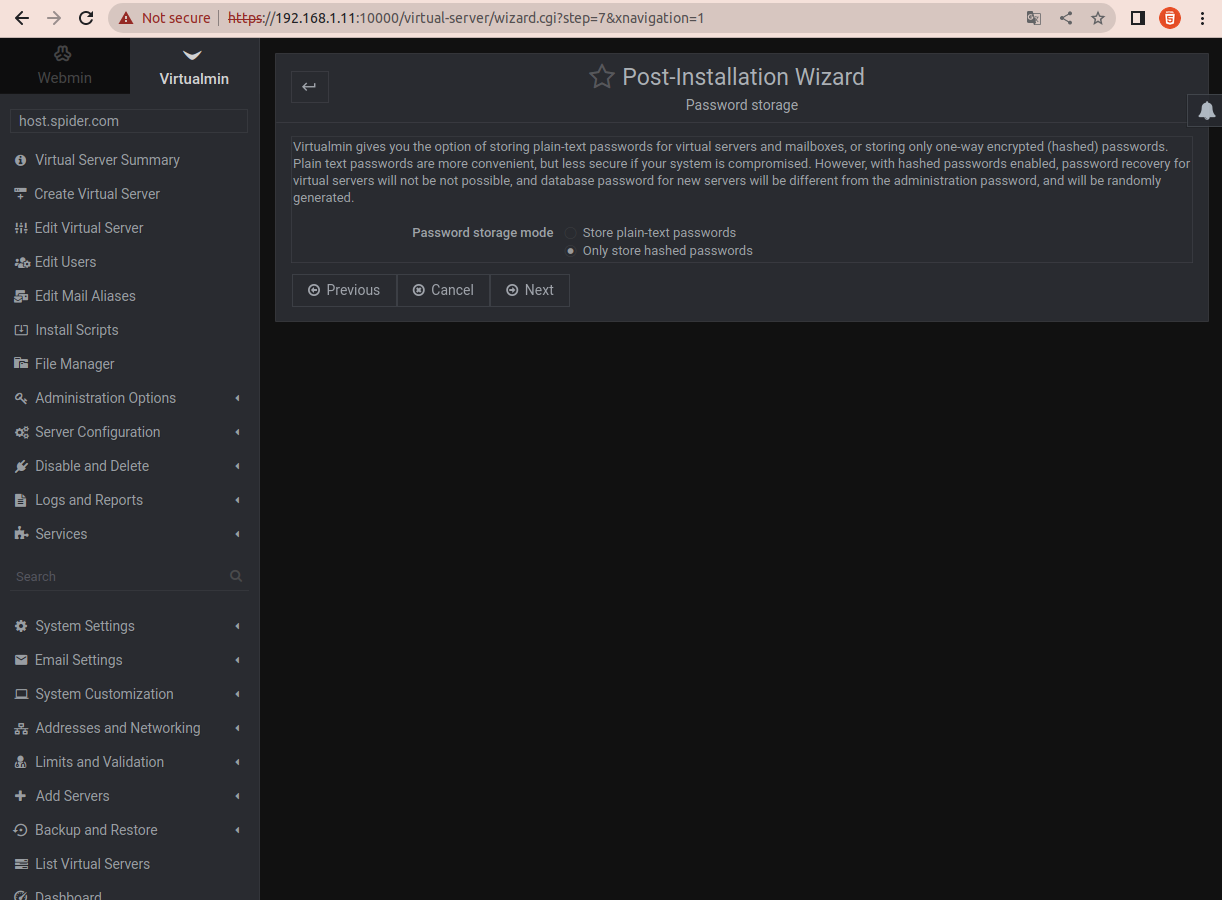 Not secure https://192.168.1.11:10000/virtual-server/wizard.cgi?step=7&xnavigation=1
Webmin
Virtualmin
host.spider.com
Virtual Server Summary
Create Virtual Server
Edit Virtual Server
Edit Users
Edit Mail Aliases
Install Scripts
File Manager
Administration Options
Server Configuration
Disable and Delete
Logs and Reports
Services
Search
System Settings
Email Settings
System Customization
Addresses and Networking
Limits and Validation
Add Servers
Backup and Restore
List Virtual Servers
Dashboard
Post-Installation Wizard
Password storage
Virtualmin gives you the option of storing plain-text passwords for virtual servers and mailboxes, or storing only one-way encrypted (hashed) passwords.
Plain text passwords are more convenient, but less secure if your system is compromised. However, with hashed passwords enabled, password recovery for
virtual servers will not be not possible, and database password for new servers will be different from the administration password, and will be randomly
generated.
Password storage mode Store plain-text passwords
Only store hashed passwords
Previous Cancel Next